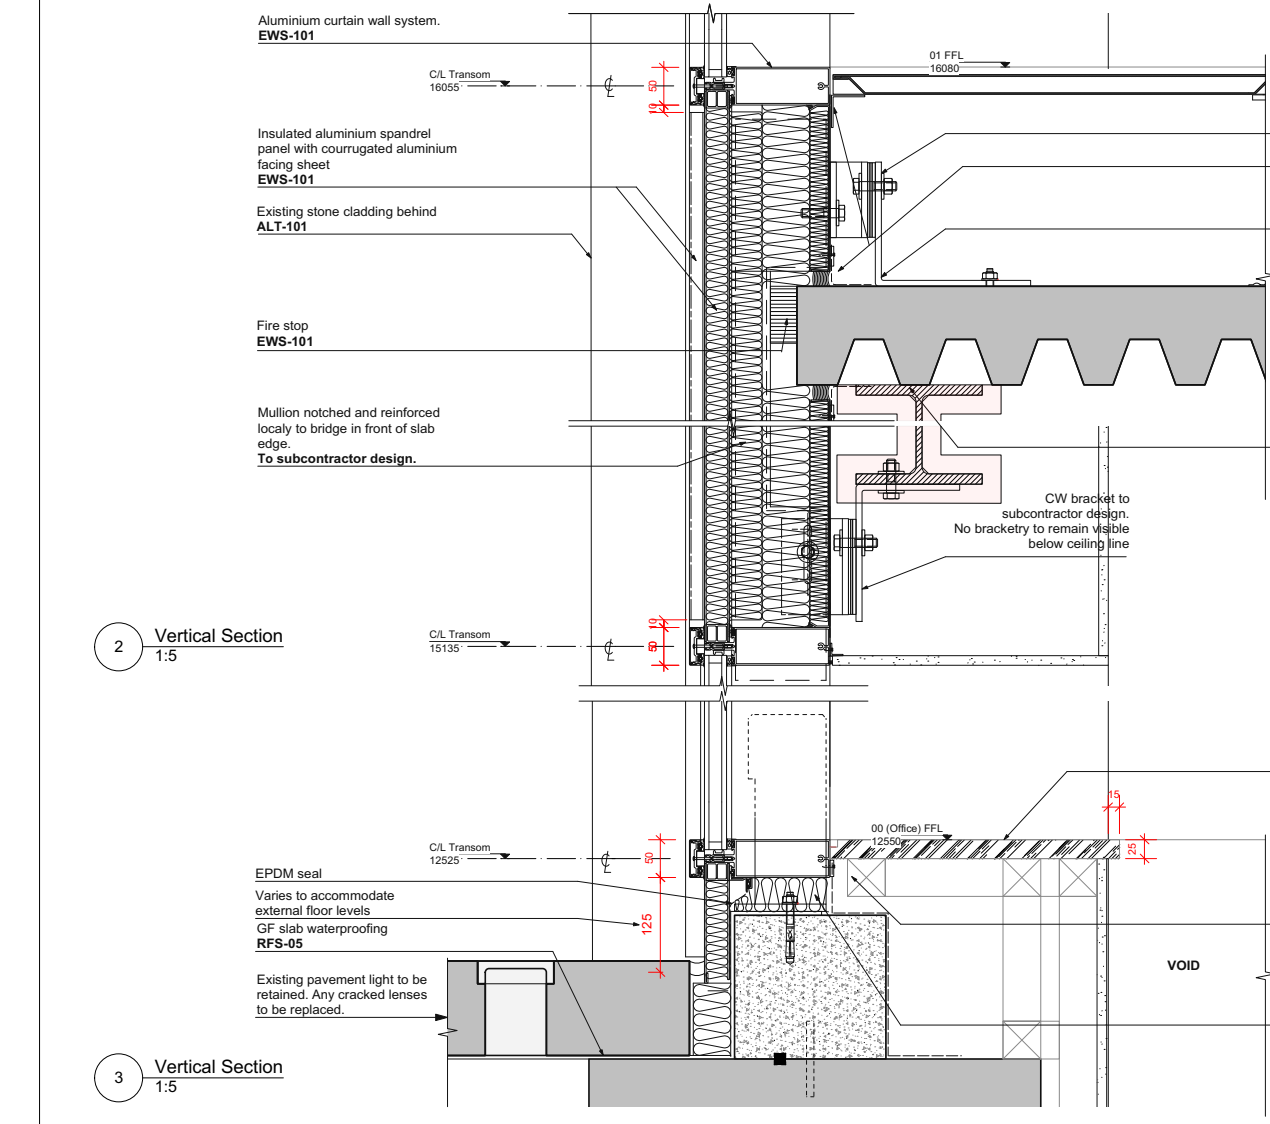 Aluminium curtain wall system.
EWS-101
C/L Transom
16055
50
10
01 FFL
16080
Insulated aluminium spandrel
panel with courrugated aluminium
facing sheet
EWS-101
Existing stone cladding behind
ALT-101
Fire stop
EWS-101
Mullion notched and reinforced
localy to bridge in front of slab
edge.
To subcontractor design.
CW bracket to
subcontractor design.
No bracketry to remain visible
below ceiling line
2
Vertical Section
1:5
C/L Transom
15135
10
50
15
00 (Office) FFL
12550
25
C/L Transom
12525
50
EPDM seal
Varies to accommodate
external floor levels
125
GF slab waterproofing
RFS-05
Existing pavement light to be
retained. Any cracked lenses
to be replaced.
VOID
3
Vertical Section
1:5